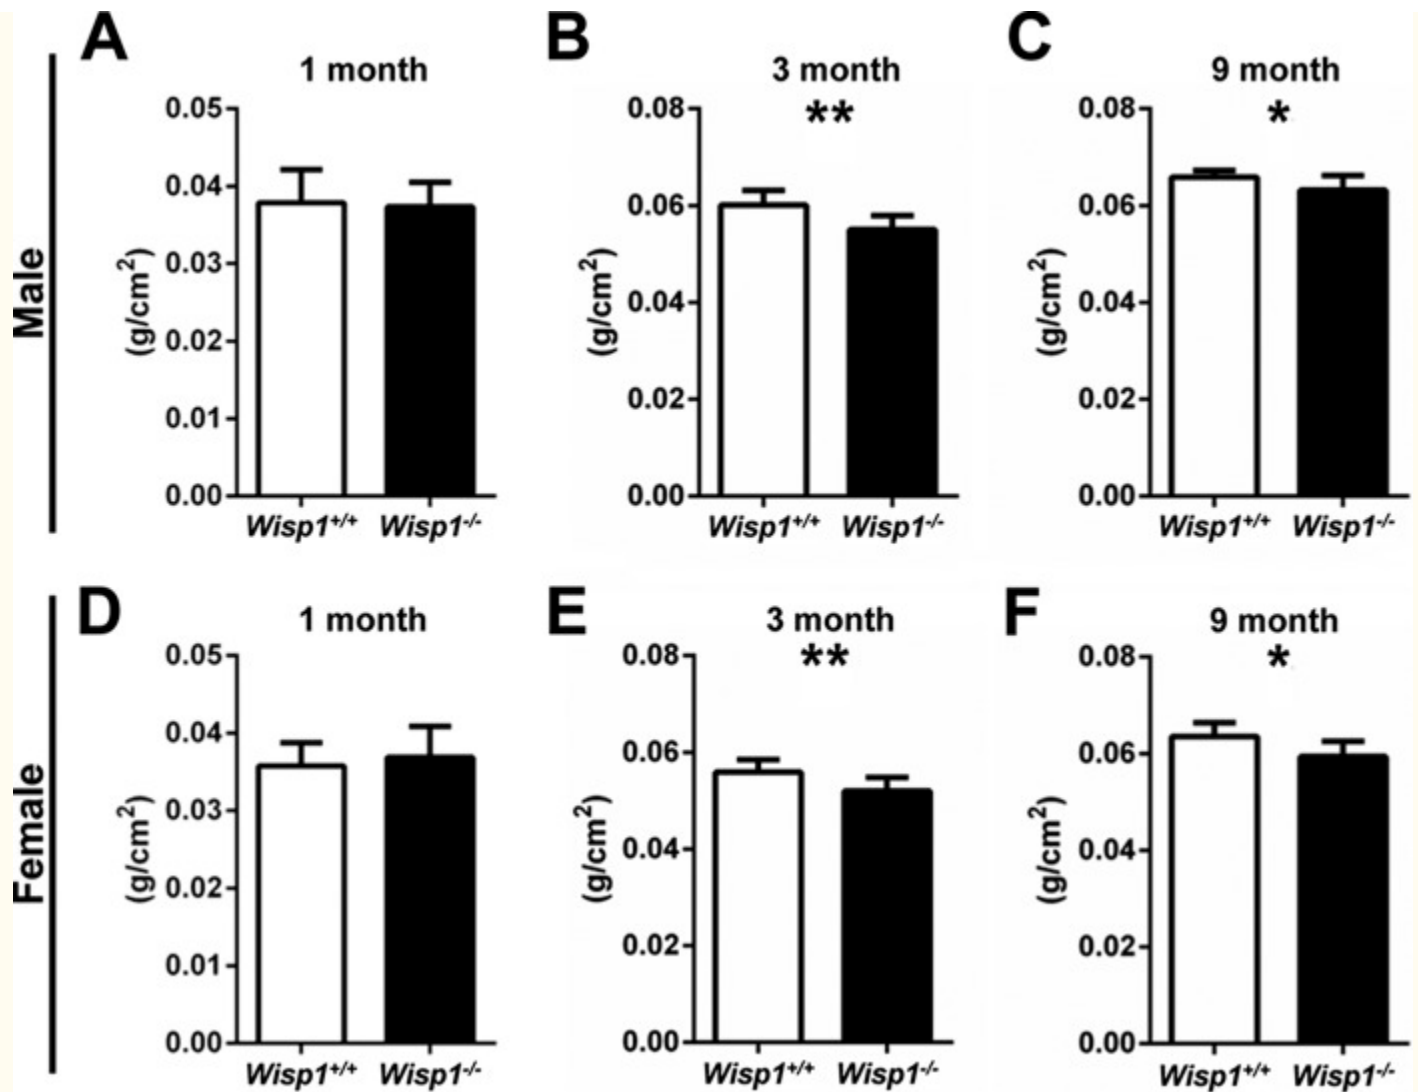 A
1 month
0.05
0.04
0.03
0.02
0.01
0.00
(g/cm²)
Wisp1+/+ Wisp1-/-
B
3 month
**
0.08
0.06
0.04
0.02
0.00
(g/cm²)
Wisp1+/+ Wisp1-/-
C
9 month
*
0.08
0.06
0.04
0.02
0.00
(g/cm²)
Wisp1+/+ Wisp1-/-
Male
D
1 month
0.05
0.04
0.03
0.02
0.01
0.00
(g/cm²)
Wisp1+/+ Wisp1-/-
E
3 month
**
0.08
0.06
0.04
0.02
0.00
(g/cm²)
Wisp1+/+ Wisp1-/-
F
9 month
*
0.08
0.06
0.04
0.02
0.00
(g/cm²)
Wisp1+/+ Wisp1-/-
Female